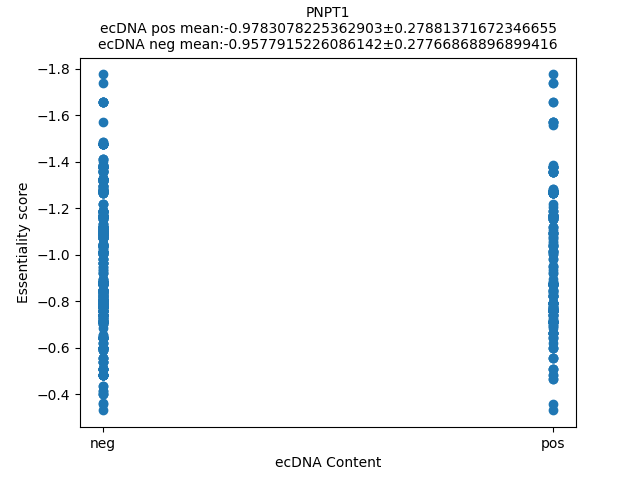 PNPT1
ecDNA pos mean:-0.9783078225362903±0.27881371672346655
ecDNA neg mean:-0.9577915226086142±0.27766868896899416
−1.8
−1.6
−1.4
−1.2
−1.0
−0.8
−0.6
−0.4
Essentiality score
neg
pos
ecDNA Content